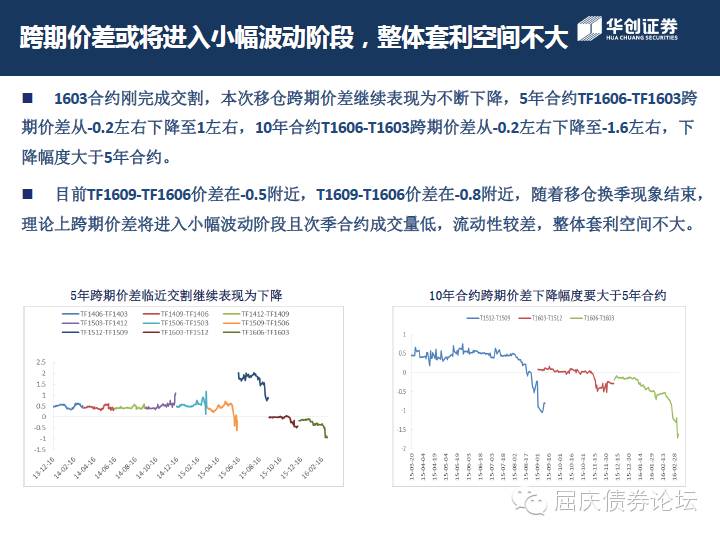 跨期价差或将进入小幅波动阶段，整体套利空间不大
华创证券
HUA CHUANG SECURITIES
1603合约刚完成交割，本次移仓跨期价差继续表现为不断下降，5年合约TF1606-TF1603跨
期价差从-0.2左右下降至1左右，10年合约T1606-T1603跨期价差从-0.2左右下降至-1.6左右，下
降幅度大于5年合约。
目前TF1609-TF1606价差在-0.5附近，T1609-T1606价差在-0.8附近，随着移仓换季现象结束，
理论上跨期价差将进入小幅波动阶段且次季合约成交量低，流动性较差，整体套利空间不大。
5年跨期价差临近交割继续表现为下降
TF1406-TF1403 TF1409-TF1406 TF1412-TF1409
TF1503-TF1412 TF1506-TF1503 TF1509-TF1506
TF1512-TF1509 TF1603-TF1512 TF1606-TF1603
2.5
2
1.5
1
0.5
0
-0.5
-1
-1.5
13-12-16 14-02-16 14-04-16 14-06-16 14-08-16 14-10-16 14-12-16 15-02-16 15-04-16 15-06-16 15-08-16 15-10-16 15-12-16 16-02-16
10年合约跨期价差下降幅度要大于5年合约
T1512-T1509 T1603-T1512 T1606-T1603
1
0.5
0
-0.5
-1
-1.5
-2
15-03-20 15-04-04 15-04-19 15-05-04 15-05-19 15-06-03 15-06-18 15-07-03 15-07-18 15-08-02 15-08-17 15-09-01 15-09-16 15-10-01 15-10-16 15-10-31 15-11-15 15-11-30 15-12-15 15-12-30 16-01-14 16-01-29 16-02-13 16-02-28
屈庆债券论坛